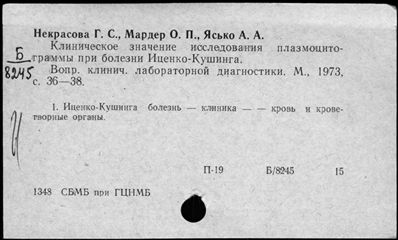 Некрасова Г. С., Мардер О. П., Ясько А. А.
Клиническое значение исследования плазмоцито-
граммы при болезни Иценко-Кушинга.
Б
8245
Вопр. клинич. лабораторной диагностики. М., 1973,
с. 36—38.
1. Иценко-Кушинга болезнь — клиника — — кровь и крове-
творные органы.
П-19 Б/8245 15
1348 СБМБ при ГЦНМБ